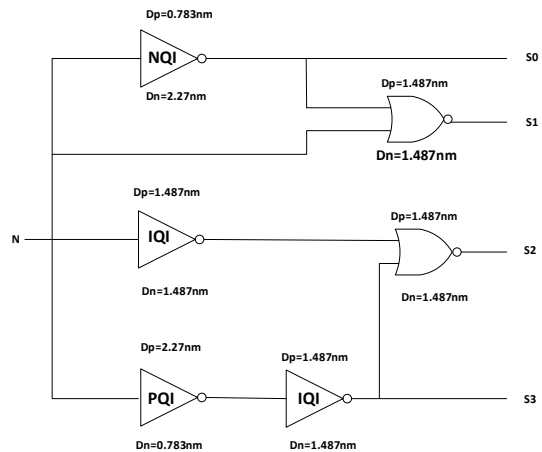 Dp=0.783nm
NQI
S0
Dn=2.27nm
Dp=1.487nm
S1
Dn=1.487nm
Dp=1.487nm
Dp=1.487nm
N
IQI
S2
Dn=1.487nm
Dn=1.487nm
Dp=2.27nm
Dp=1.487nm
PQI
IQI
S3
Dn=0.783nm
Dn=1.487nm